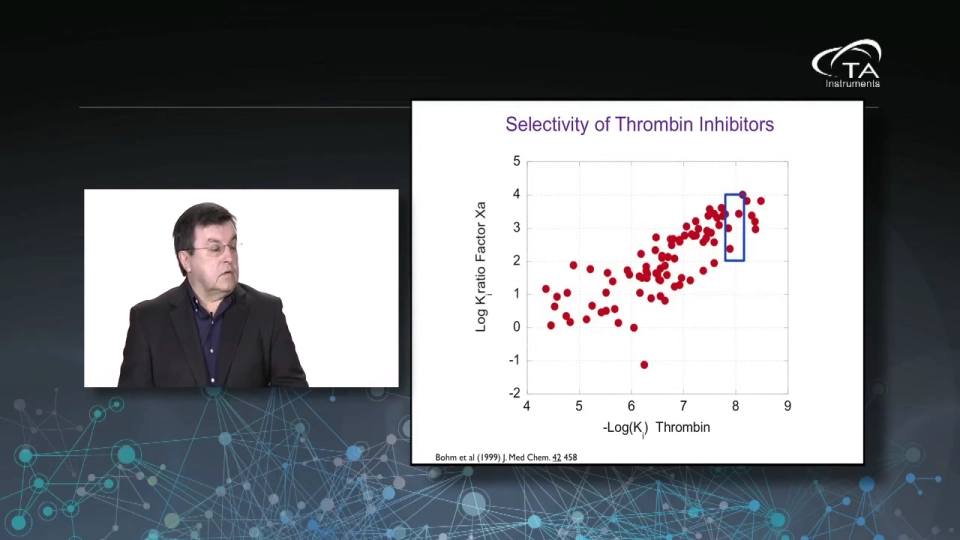 TA
Instruments
Selectivity of Thrombin Inhibitors
5
4
3
2
1
0
-1
-2
Log Ki ratio Factor Xa
4 5 6 7 8 9
-Log(Ki) Thrombin
Bohm et al (1999) J. Med Chem. 42 458